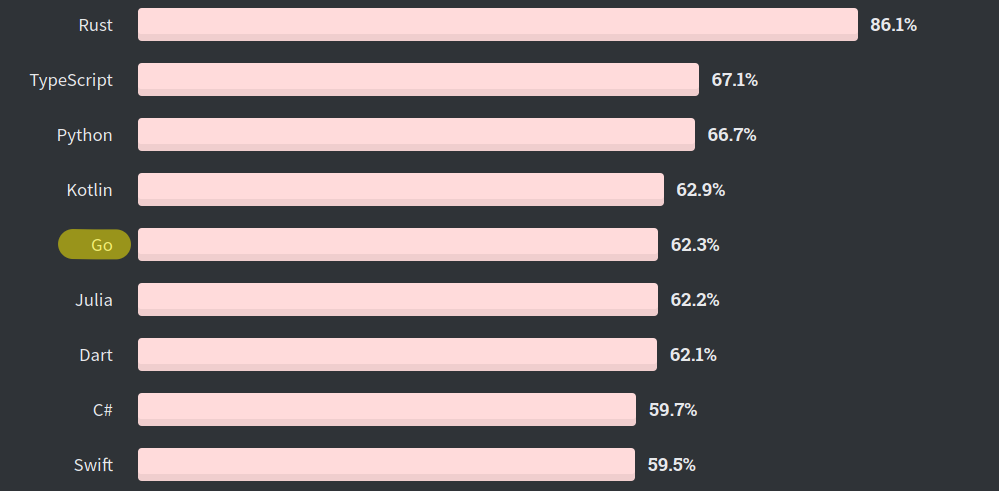 Rust 86.1%
TypeScript 67.1%
Python 66.7%
Kotlin 62.9%
Go 62.3%
Julia 62.2%
Dart 62.1%
C# 59.7%
Swift 59.5%